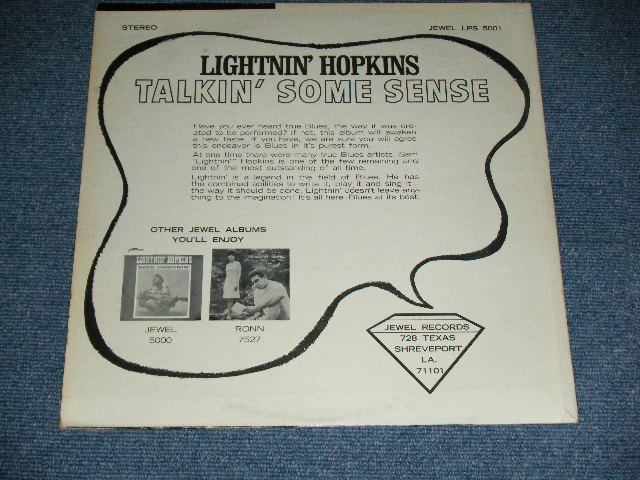 STEREO
JEWEL LPS 5001
LIGHTNIN' HOPKINS
TALKIN' SOME SENSE
Have you ever heard true Blues, the way it was cre-
ated to be performed? If not, this album will awaken
a new taste. If you have, we are sure you will agree
this endeavor is Blues in it's purest form.
At one time there were many true Blues artists. Sam
"Lightnin'" Hopkins is one of the few remaining and
one of the most outstanding of all time.
Lightnin' is a legend in the field of Blues. He has
the combined abilities to write it, play it and sing it —
the way it should be done. Lightnin' doesn't leave any-
thing to the imagination! It's all here. Blues at its best.
OTHER JEWEL ALBUMS
YOU'LL ENJOY
LIGHTNIN' HOPKINS
BLUE LIGHTNIN'
JEWEL
5000
RONN
7527
JEWEL RECORDS
728 TEXAS
SHREVEPORT
LA.
71101